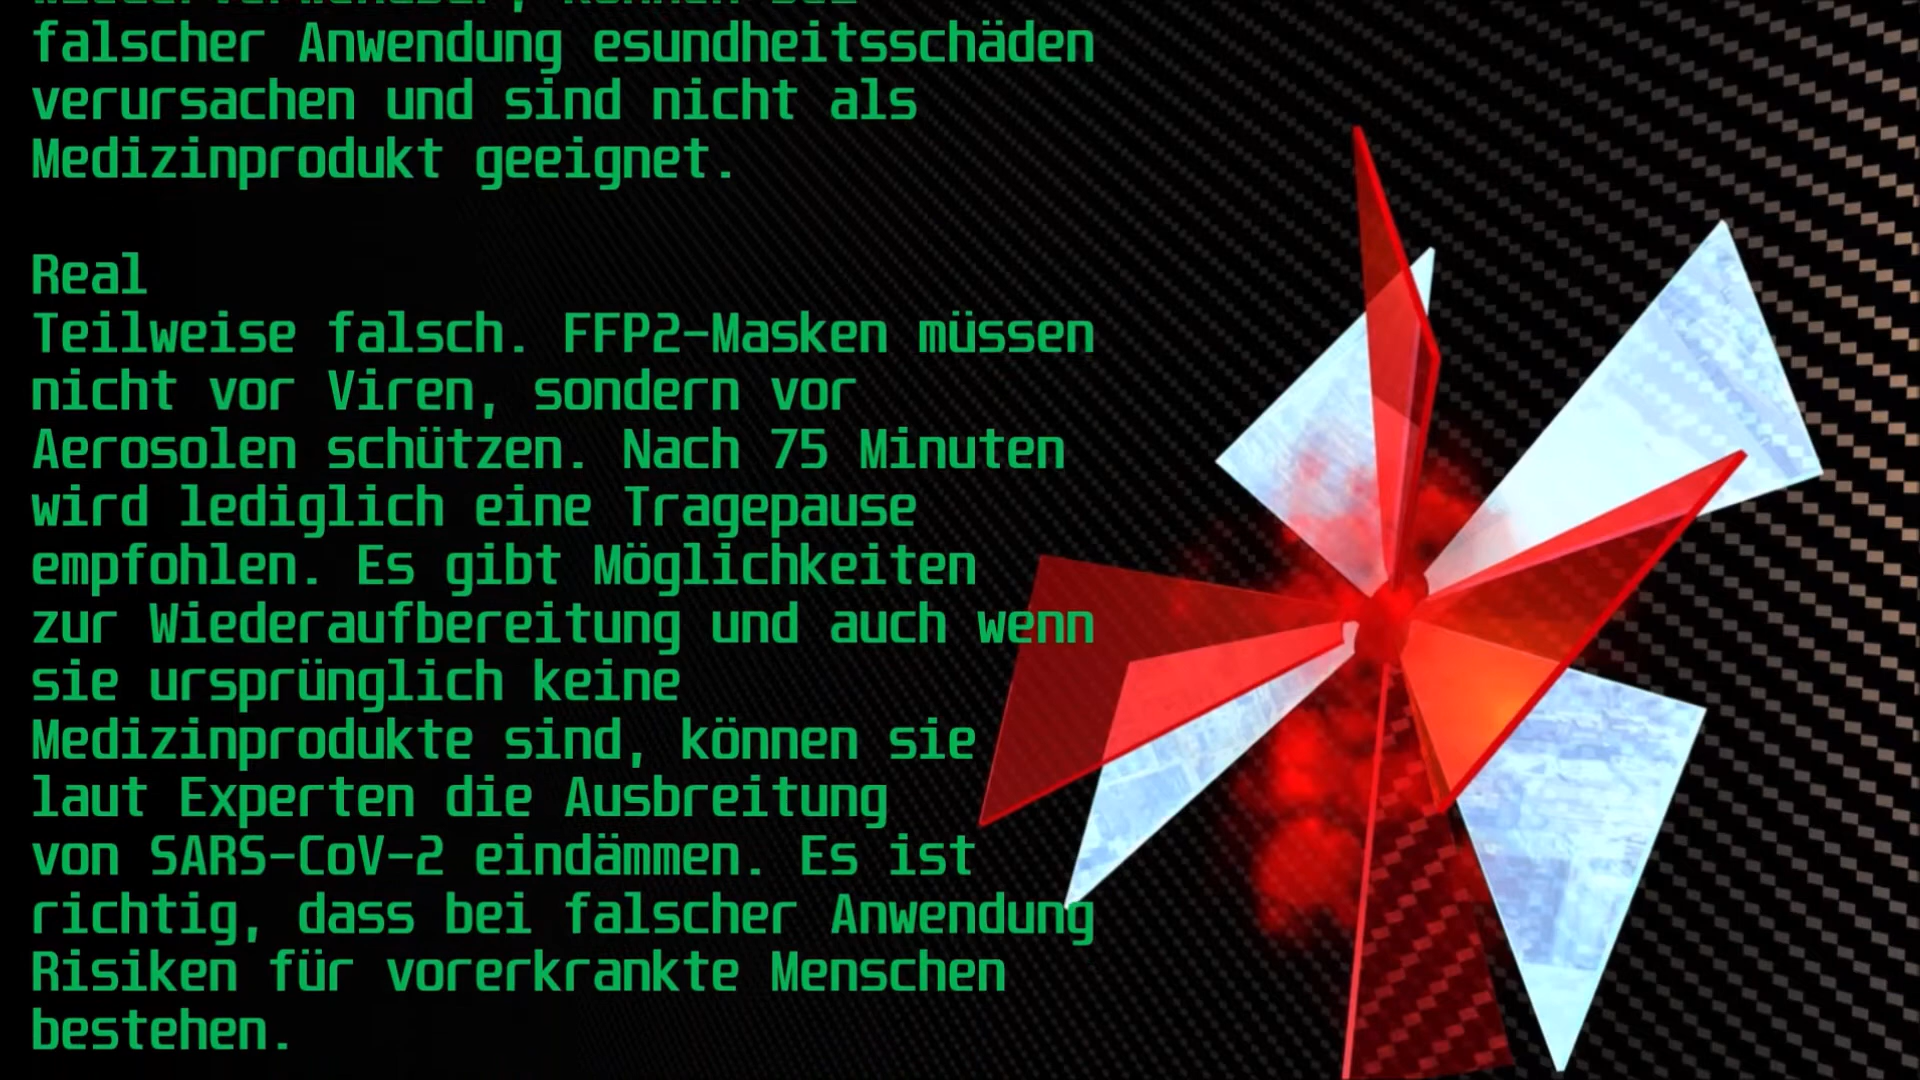 falscher Anwendung esundheitsschäden
verursachen und sind nicht als
Medizinprodukt geeignet.
Real
Teilweise falsch. FFP2-Masken müssen
nicht vor Viren, sondern vor
Aerosolen schützen. Nach 75 Minuten
wird lediglich eine Tragepause
empfohlen. Es gibt Möglichkeiten
zur Wiederaufbereitung und auch wenn
sie ursprünglich keine
Medizinprodukte sind, können sie
laut Experten die Ausbreitung
von SARS-CoV-2 eindämmen. Es ist
richtig, dass bei falscher Anwendung
Risiken für vorerkrankte Menschen
bestehen.